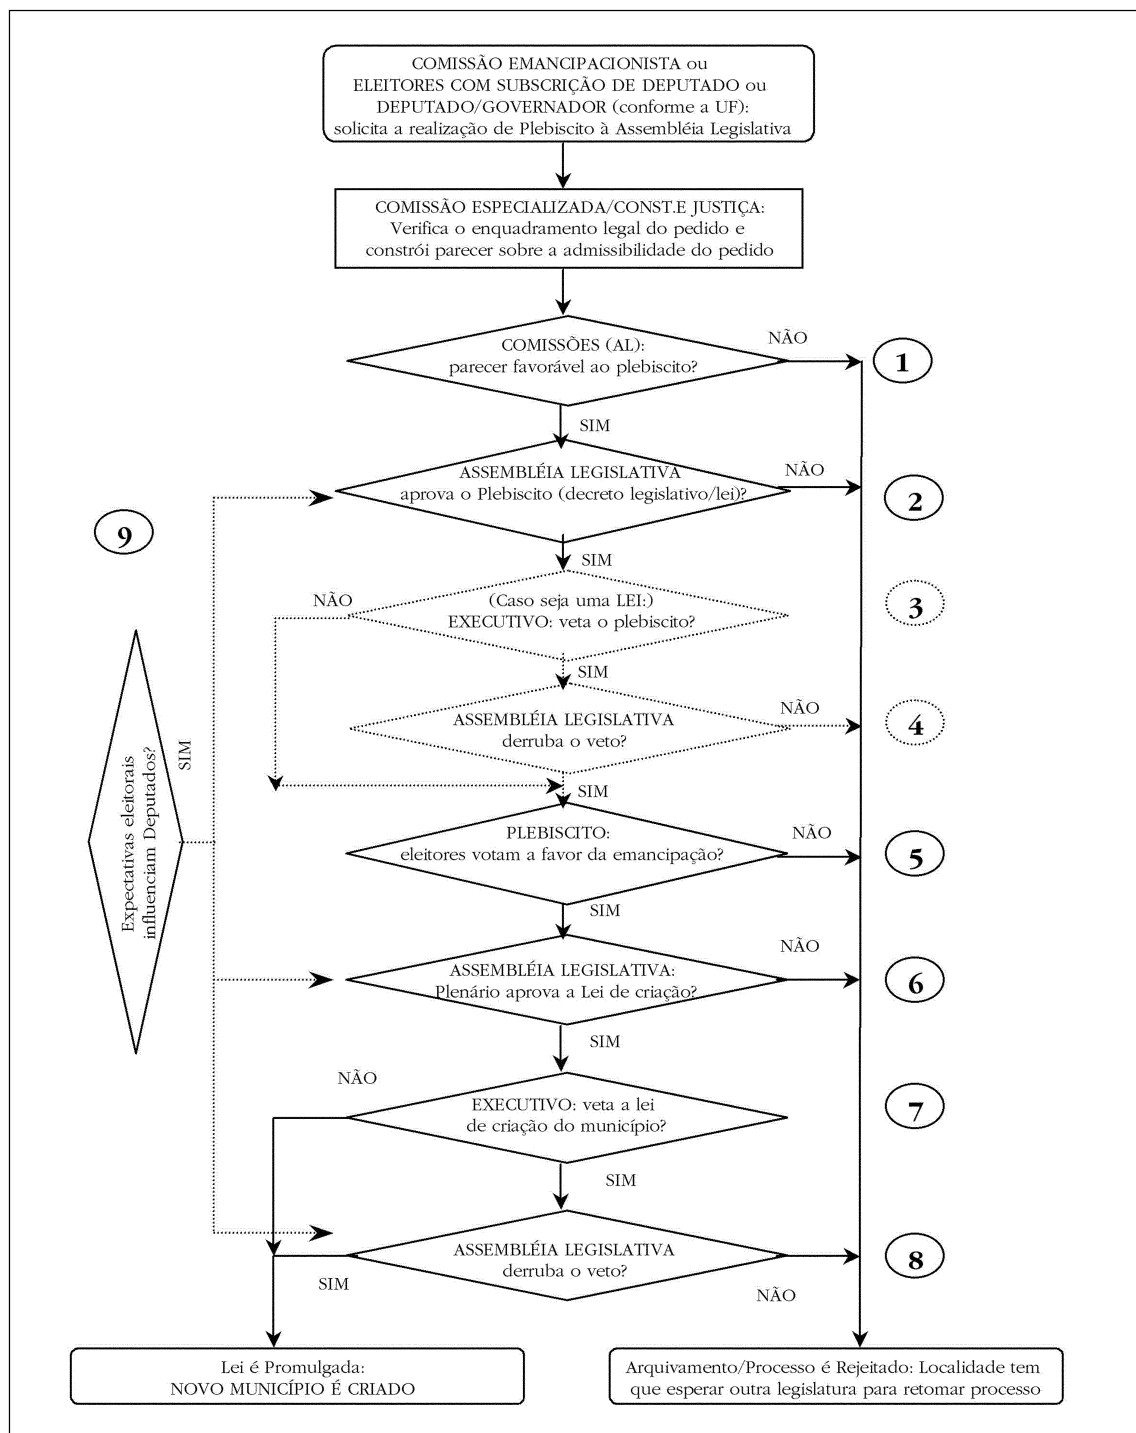 COMISSÃO EMANCIPACIONISTA ou
ELEITORES COM SUBSCRIÇÃO DE DEPUTADO ou
DEPUTADO/GOVERNADOR (conforme a UF):
solicita a realização de Plebiscito à Assembléia Legislativa
COMISSÃO ESPECIALIZADA/CONST.E JUSTIÇA:
Verifica o enquadramento legal do pedido e
constrói parecer sobre a admissibilidade do pedido
COMISSÕES (AL):
parecer favorável ao plebiscito?
NÃO
1
SIM
ASSEMBLÉIA LEGISLATIVA
aprova o Plebiscito (decreto legislativo/lei)?
NÃO
2
9
SIM
(Caso seja uma LEI:)
EXECUTIVO: veta o plebiscito?
NÃO
3
SIM
ASSEMBLÉIA LEGISLATIVA
derruba o veto?
NÃO
4
Expectativas eleitorais
influenciam Deputados?
SIM
SIM
PLEBISCITO:
eleitores votam a favor da emancipação?
NÃO
5
SIM
ASSEMBLÉIA LEGISLATIVA:
Plenário aprova a Lei de criação?
NÃO
6
SIM
NÃO
EXECUTIVO: veta a lei
de criação do município?
7
SIM
ASSEMBLÉIA LEGISLATIVA
derruba o veto?
8
SIM
NÃO
Lei é Promulgada:
NOVO MUNICÍPIO É CRIADO
Arquivamento/Processo é Rejeitado: Localidade tem
que esperar outra legislatura para retomar processo